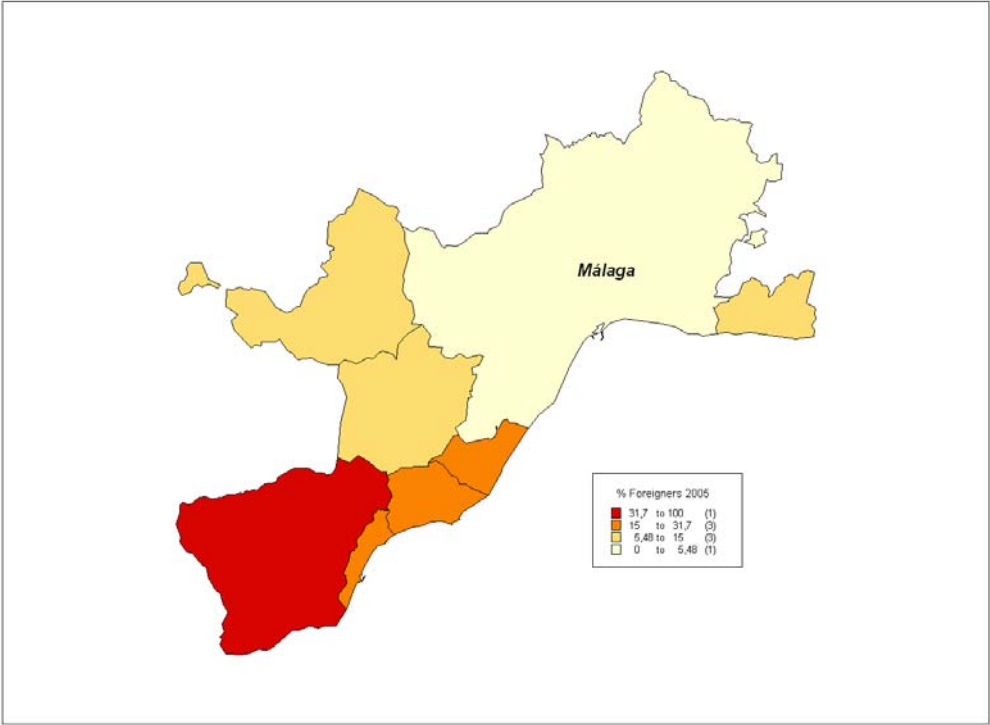 Málaga
% Foreigners 2005
31,7 to 100 (1)
15 to 31,7 (3)
5,48 to 15 (3)
0 to 5,48 (1)